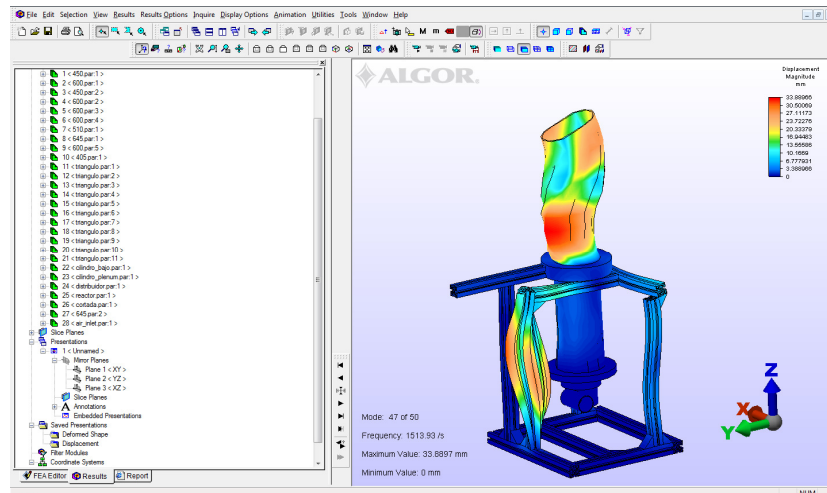 File Edit Selection View Results Results Options Inquire Display Options Animation Utilities Tools Window Help
1 < 450.par:1 >
2 < 600.par:1 >
3 < 450.par:2 >
4 < 600.par:2 >
5 < 600.par:3 >
6 < 600.par:4 >
7 < 510.par:1 >
8 < 645.par:1 >
9 < 600.par:5 >
10 < 405.par:1 >
11 < triangulo.par:1 >
12 < triangulo.par:2 >
13 < triangulo.par:3 >
14 < triangulo.par:4 >
15 < triangulo.par:5 >
16 < triangulo.par:6 >
17 < triangulo.par:7 >
18 < triangulo.par:8 >
19 < triangulo.par:9 >
20 < triangulo.par:10 >
21 < triangulo.par:11 >
22 < cilindro_bajo.par:1 >
23 < cilindro_plenum.par:1 >
24 < distribuidor.par:1 >
25 < reactor.par:1 >
26 < cortada.par:1 >
27 < 645.par:2 >
28 < air_inlet.par:1 >
Slice Planes
Presentations
1 < Unnamed >
Mirror Planes
Plane 1 < XY >
Plane 2 < YZ >
Plane 3 < XZ >
Slice Planes
Annotations
Embedded Presentations
Saved Presentations
Deformed Shape
Displacement
Filter Modules
Coordinate Systems
FEA Editor Results Report
ALGOR.
Displacement
Magnitude
mm
33.88966
30.50069
27.11173
23.72276
20.33379
16.94483
13.55586
10.1669
6.777931
3.388966
0
Mode: 47 of 50
Frequency: 1513.93 /s
Maximum Value: 33.8897 mm
Minimum Value: 0 mm
Z
X
Y
NUM